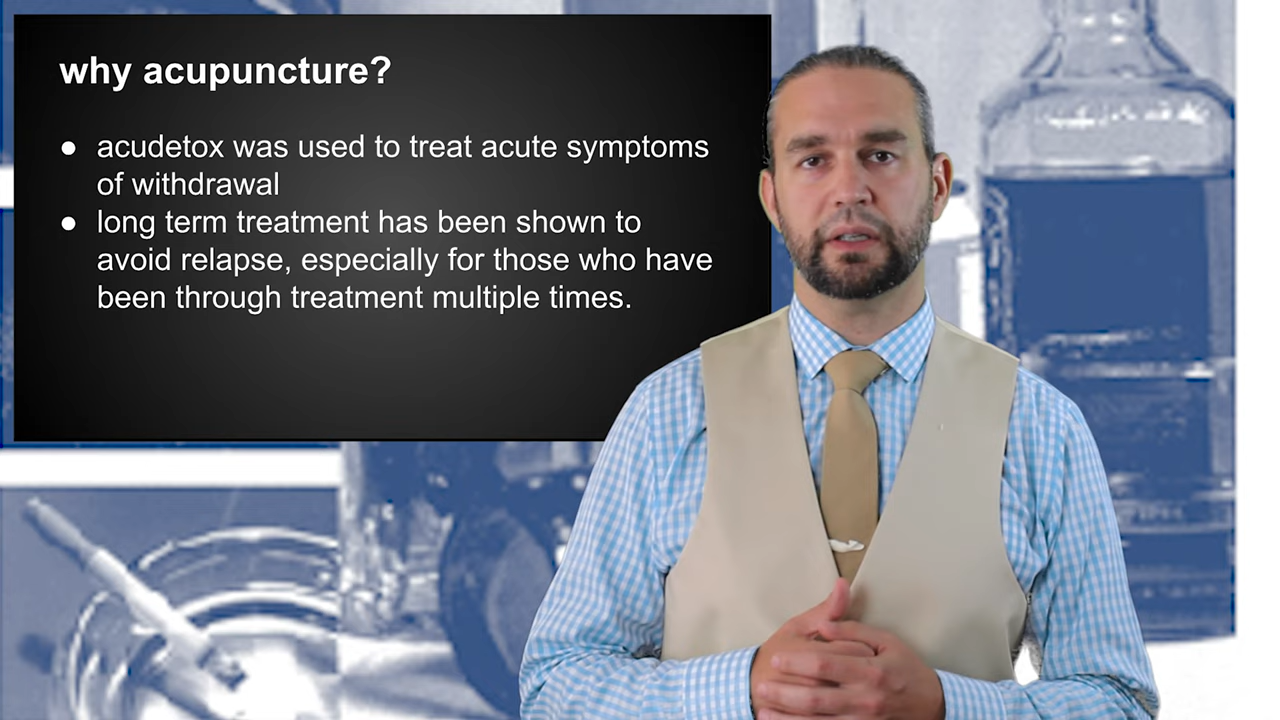 why acupuncture?
● acudetox was used to treat acute symptoms
of withdrawal
● long term treatment has been shown to
avoid relapse, especially for those who have
been through treatment multiple times.